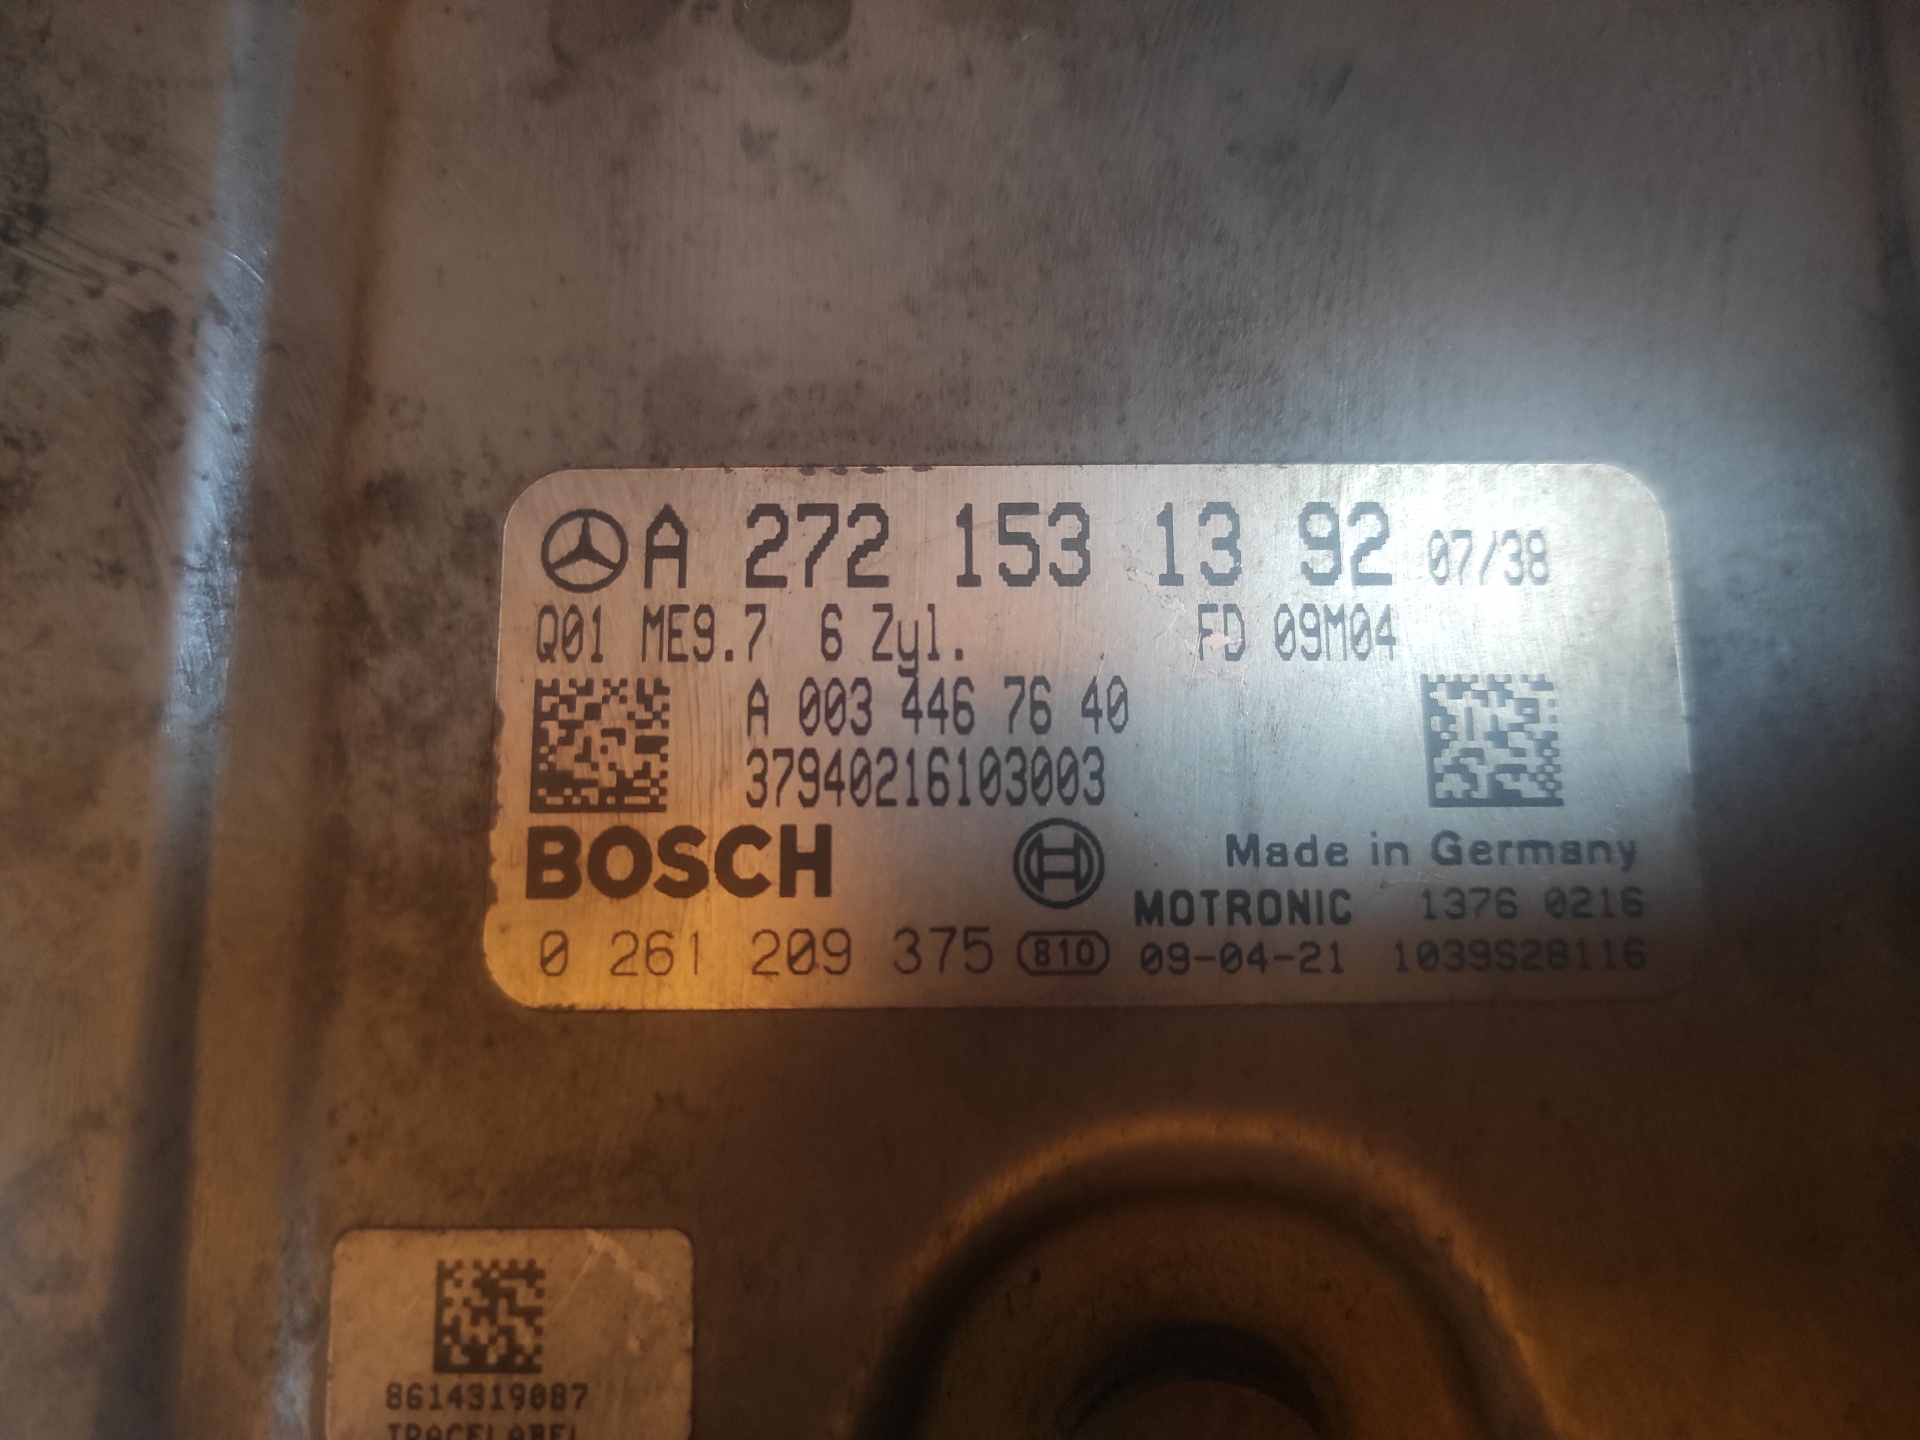 A 272 153 13 92 07/38
Q01 ME9.7 6 Zyl. FD 09M04
A 003 446 76 40
37940216103003
BOSCH
Made in Germany
MOTRONIC 1376 0216
0 261 209 375 810 09-04-21 1039S28116
8614319087
TRACELABEL